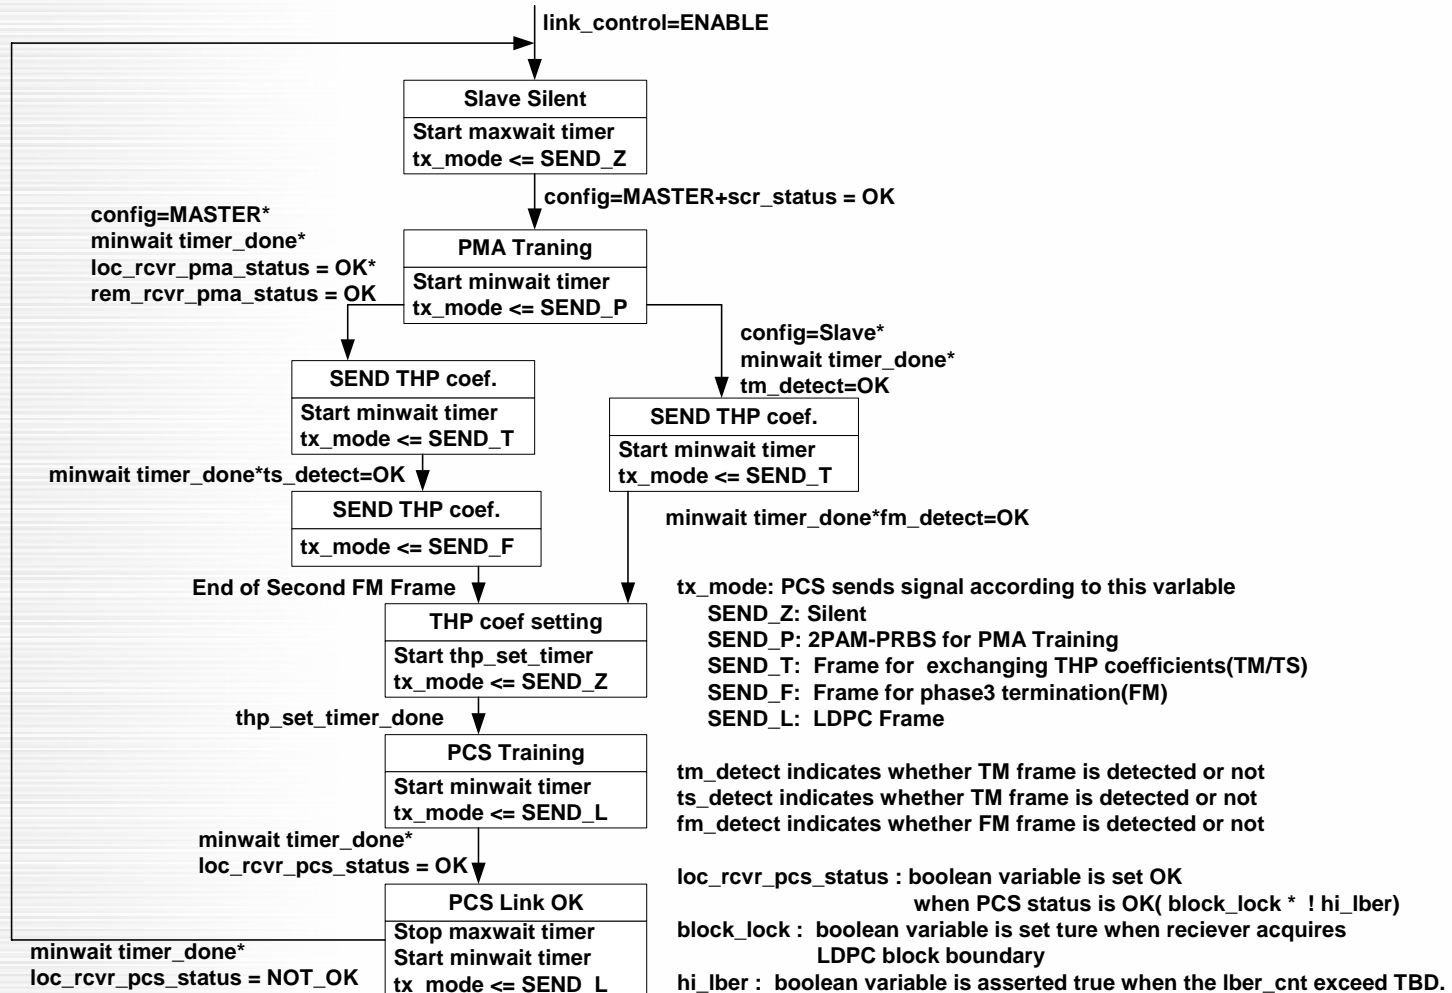 link_control=ENABLE
Slave Silent
Start maxwait timer
tx_mode <= SEND_Z
config=MASTER+scr_status = OK
config=MASTER*
minwait timer_done*
loc_rcvr_pma_status = OK*
rem_rcvr_pma_status = OK
PMA Traning
Start minwait timer
tx_mode <= SEND_P
config=Slave*
minwait timer_done*
tm_detect=OK
SEND THP coef.
Start minwait timer
tx_mode <= SEND_T
SEND THP coef.
Start minwait timer
tx_mode <= SEND_T
minwait timer_done*ts_detect=OK
SEND THP coef.
tx_mode <= SEND_F
minwait timer_done*fm_detect=OK
End of Second FM Frame
THP coef setting
Start thp_set_timer
tx_mode <= SEND_Z
thp_set_timer_done
PCS Training
Start minwait timer
tx_mode <= SEND_L
minwait timer_done*
loc_rcvr_pcs_status = OK
PCS Link OK
Stop maxwait timer
Start minwait timer
tx_mode <= SEND_L
minwait timer_done*
loc_rcvr_pcs_status = NOT_OK
tx_mode: PCS sends signal according to this varlable
SEND_Z: Silent
SEND_P: 2PAM-PRBS for PMA Training
SEND_T: Frame for exchanging THP coefficients(TM/TS)
SEND_F: Frame for phase3 termination(FM)
SEND_L: LDPC Frame
tm_detect indicates whether TM frame is detected or not
ts_detect indicates whether TM frame is detected or not
fm_detect indicates whether FM frame is detected or not
loc_rcvr_pcs_status : boolean variable is set OK
when PCS status is OK( block_lock * ! hi_lber)
block_lock : boolean variable is set ture when reciever acquires
LDPC block boundary
hi_lber : boolean variable is asserted true when the lber_cnt exceed TBD.